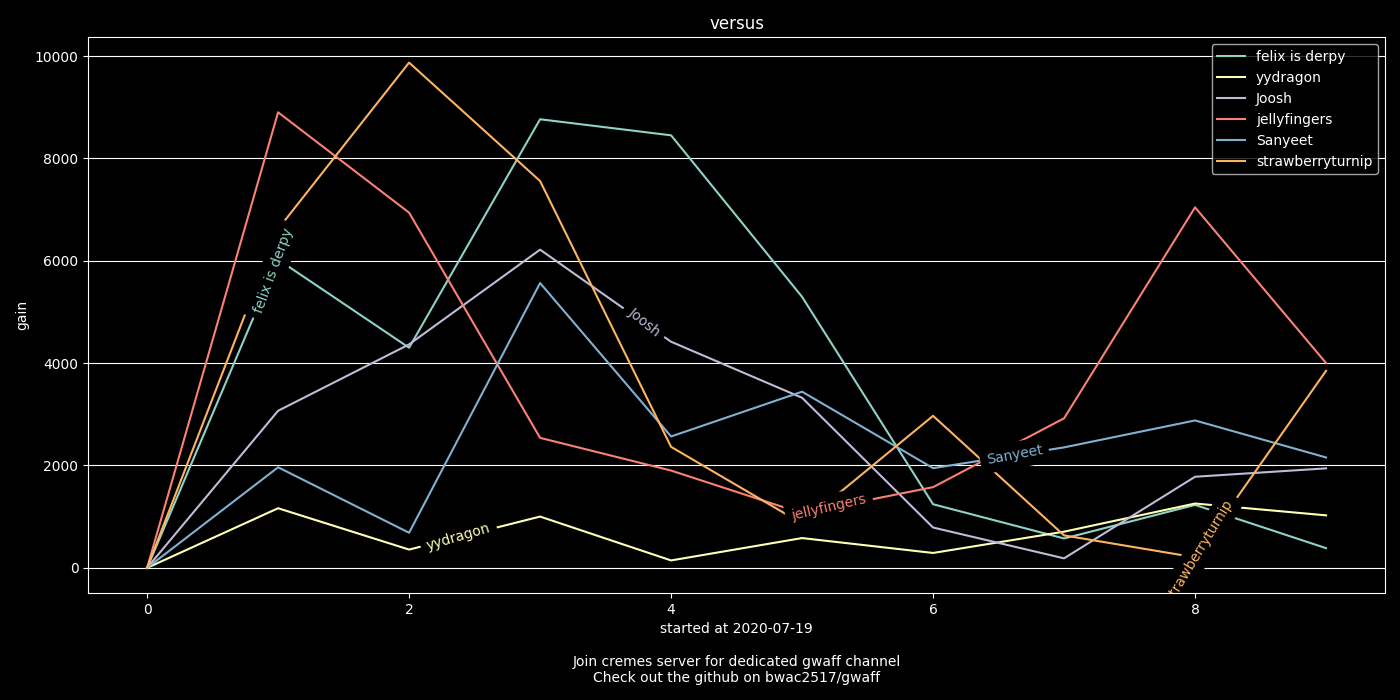 versus
10000
8000
6000
4000
2000
0
gain
felix is derpy
yydragon
Joosh
jellyfingers
Sanyeet
strawberryturnip
felix is derpy
yydragon
Joosh
jellyfingers
Sanyeet
trawberryturnip
0
2
4
6
8
started at 2020-07-19
Join cremes server for dedicated gwaff channel
Check out the github on bwac2517/gwaff